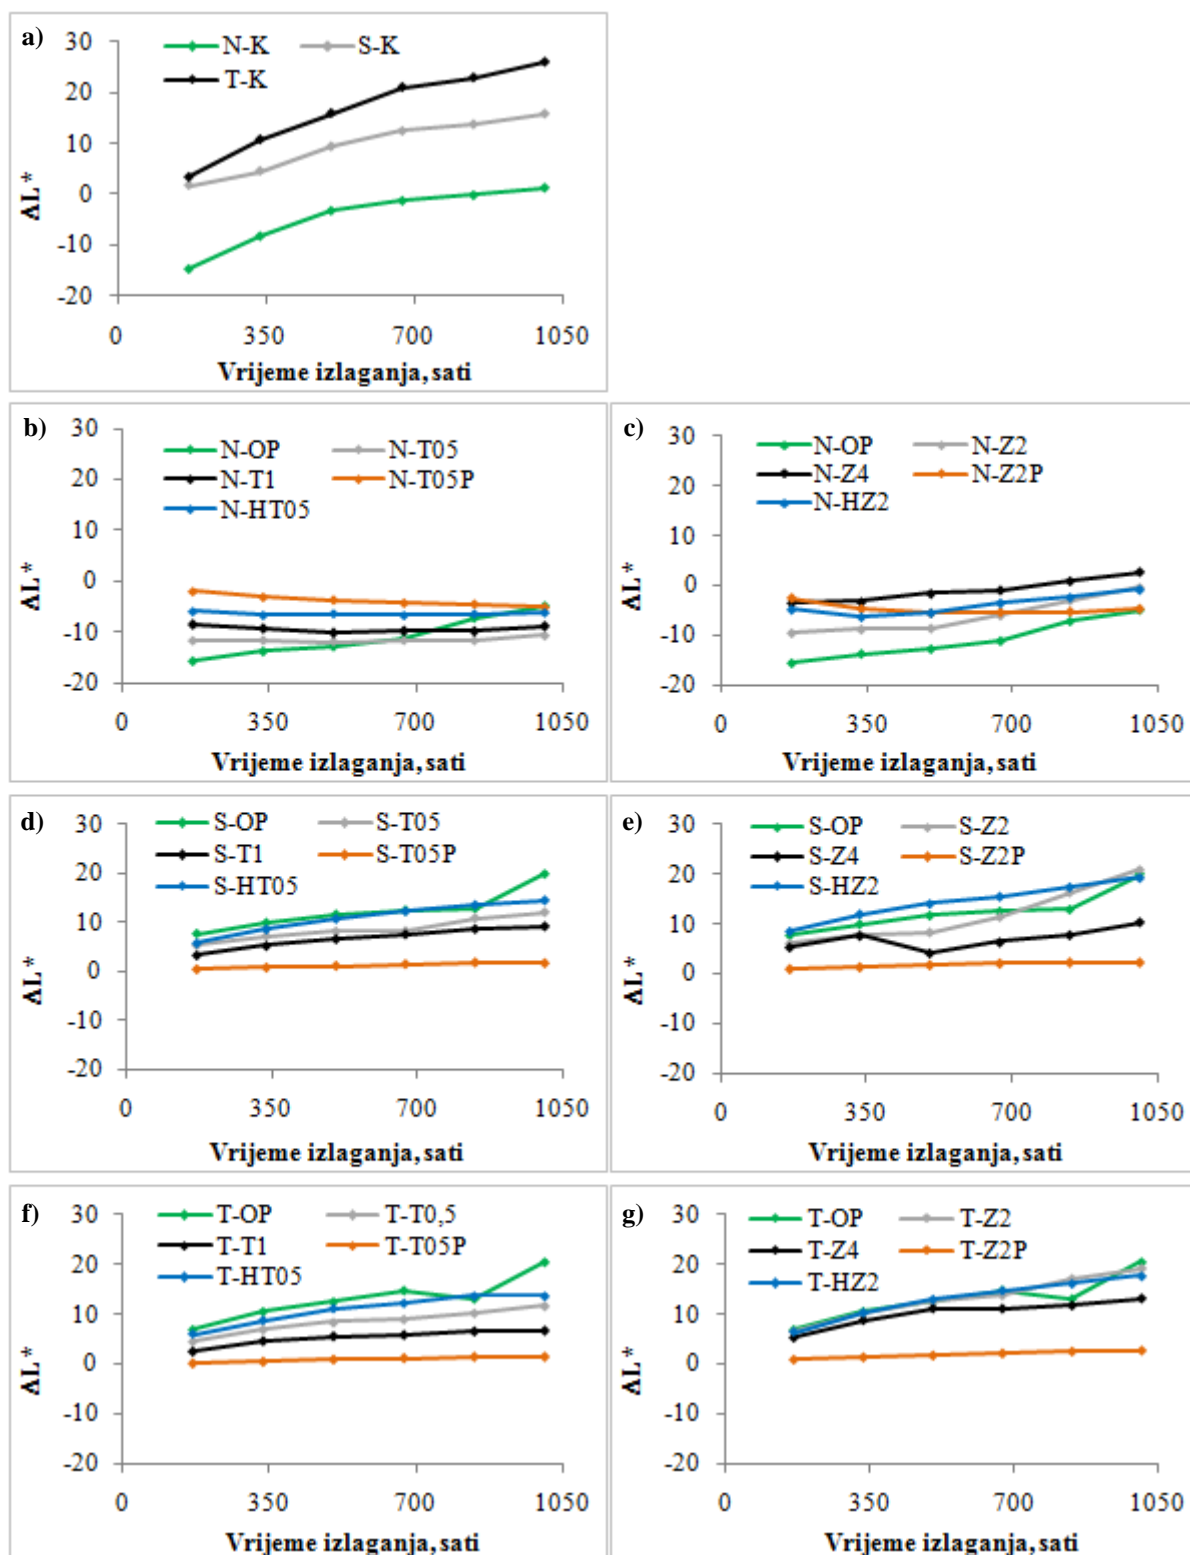 a)
N-K S-K
T-K
30
20
10
0
-10
-20
ΔL*
0 350 700 1050
Vrijeme izlaganja, sati
b)
N-OP N-T05
N-T1 N-T05P
N-HT05
30
20
10
0
-10
-20
ΔL*
0 350 700 1050
Vrijeme izlaganja, sati
c)
N-OP N-Z2
N-Z4 N-Z2P
N-HZ2
30
20
10
0
-10
-20
ΔL*
0 350 700 1050
Vrijeme izlaganja, sati
d)
S-OP S-T05
S-T1 S-T05P
S-HT05
30
20
10
0
-10
-20
ΔL*
0 350 700 1050
Vrijeme izlaganja, sati
e)
S-OP S-Z2
S-Z4 S-Z2P
S-HZ2
30
20
10
0
-10
-20
ΔL*
0 350 700 1050
Vrijeme izlaganja, sati
f)
T-OP T-T0,5
T-T1 T-T05P
T-HT05
30
20
10
0
-10
-20
ΔL*
0 350 700 1050
Vrijeme izlaganja, sati
g)
T-OP T-Z2
T-Z4 T-Z2P
T-HZ2
30
20
10
0
-10
-20
ΔL*
0 350 700 1050
Vrijeme izlaganja, sati